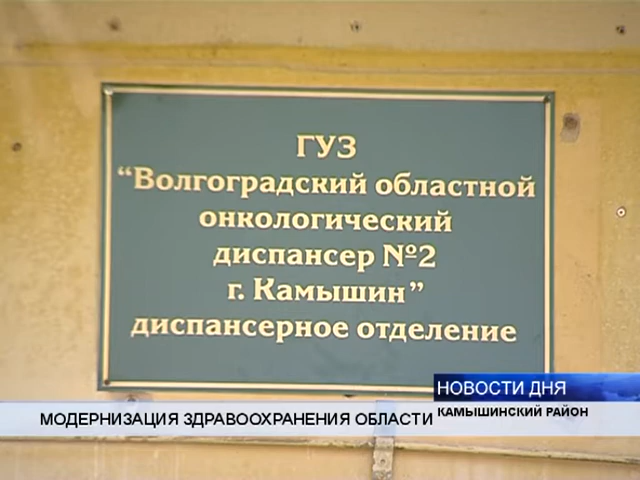 ГУЗ
“Волгоградский областной
онкологический
диспансер №2
г. Камышин”
диспансерное отделение
НОВОСТИ ДНЯ
КАМЫШИНСКИЙ РАЙОН
МОДЕРНИЗАЦИЯ ЗДРАВООХРАНЕНИЯ ОБЛАСТИ